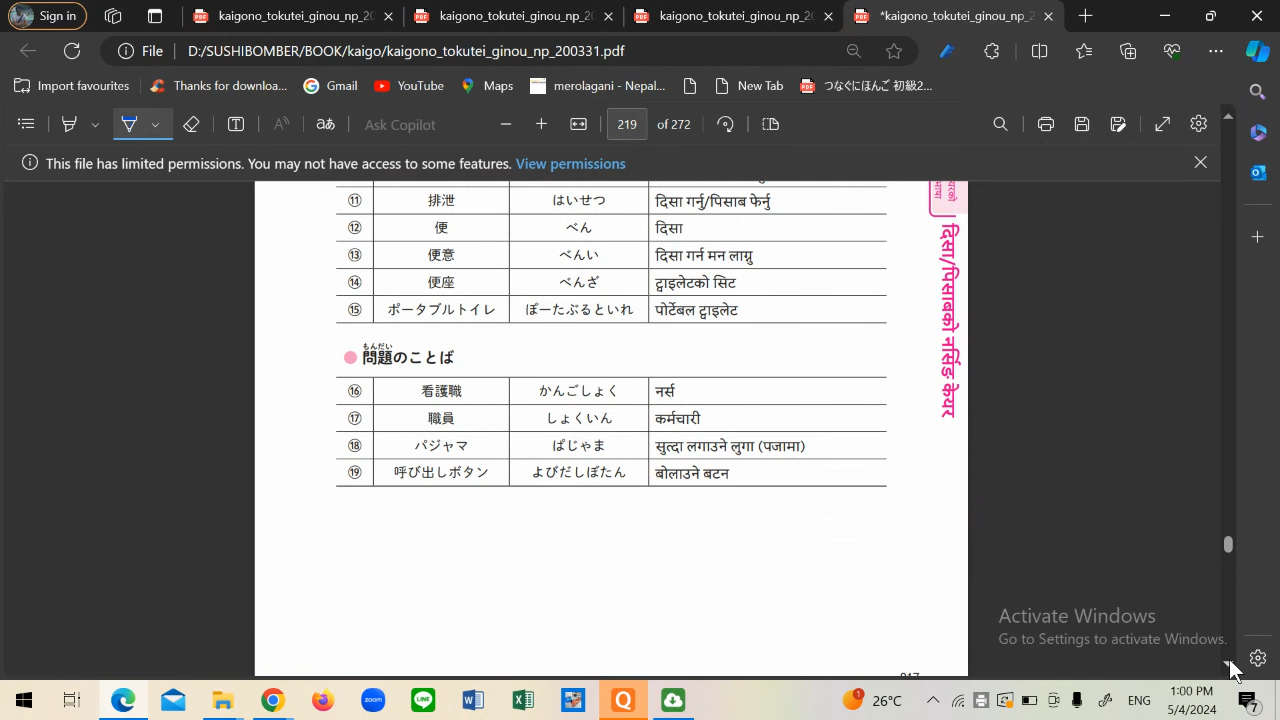 Sign in
kaigono_tokutei_ginou_np_20
kaigono_tokutei_ginou_np_20
kaigono_tokutei_ginou_np_20
*kaigono_tokutei_ginou_np_2
File D:/SUSHIBOMBER/BOOK/kaigo/kaigono_tokutei_ginou_np_200331.pdf
Import favourites Thanks for downloa... Gmail YouTube Maps merolagani - Nepal... New Tab つなぐにほんご 初級2...
Ask Copilot 219 of 272
This file has limited permissions. You may not have access to some features. View permissions
⑪ 排泄 はいせつ दिसा गर्नु/पिसाब फेर्नु
⑫ 便 べん दिसा
⑬ 便意 べんい दिसा गर्न मन लाग्नु
⑭ 便座 べんざ ट्वाइलेटको सिट
⑮ ポータブルトイレ ぽーたぶるといれ पोर्टेबल ट्वाइलेट
もんだい
問題のことば
⑯ 看護職 かんごしょく नर्स
⑰ 職員 しょくいん कर्मचारी
⑱ パジャマ ぱじゃま सुत्दा लगाउने लुगा (पजामा)
⑲ 呼び出しボタン よびだしぼたん बोलाउने बटन
दिसा/पिसाबको नर्सिङ केयर
Activate Windows
Go to Settings to activate Windows.
zoom
LINE
26°C
ENG
1:00 PM
5/4/2024